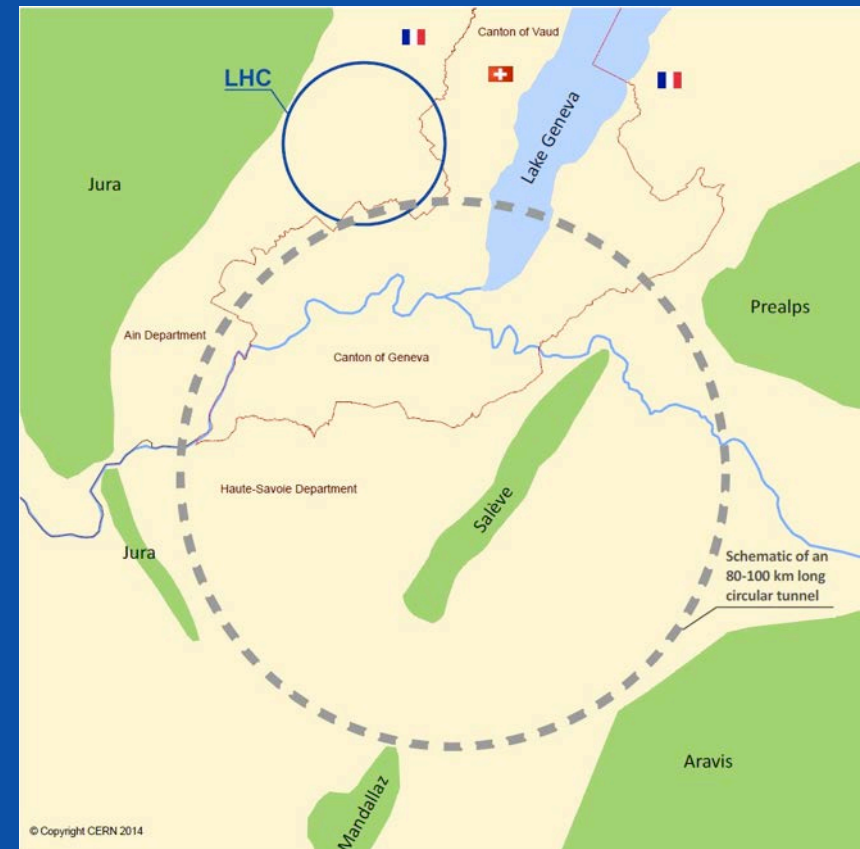 Canton of Vaud
LHC
Lake Geneva
Jura
Prealps
Ain Department
Canton of Geneva
Haute-Savoie Department
Salève
Jura
Schematic of an
80-100 km long
circular tunnel
Aravis
Mandallaz
© Copyright CERN 2014